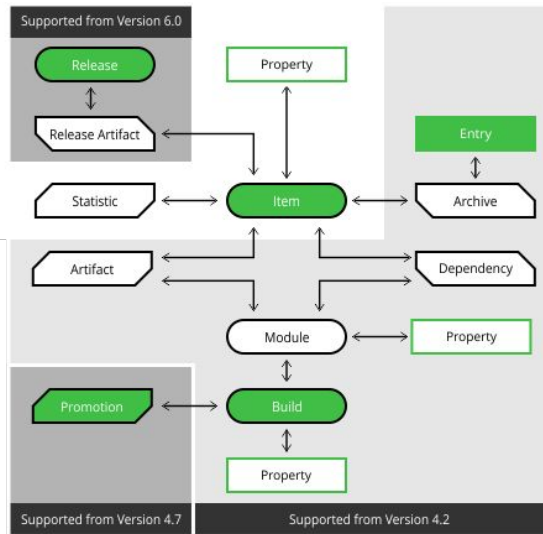 Supported from Version 6.0
Release
Property
Release Artifact
Entry
Statistic
Item
Archive
Artifact
Dependency
Module
Property
Promotion
Build
Property
Supported from Version 4.7
Supported from Version 4.2